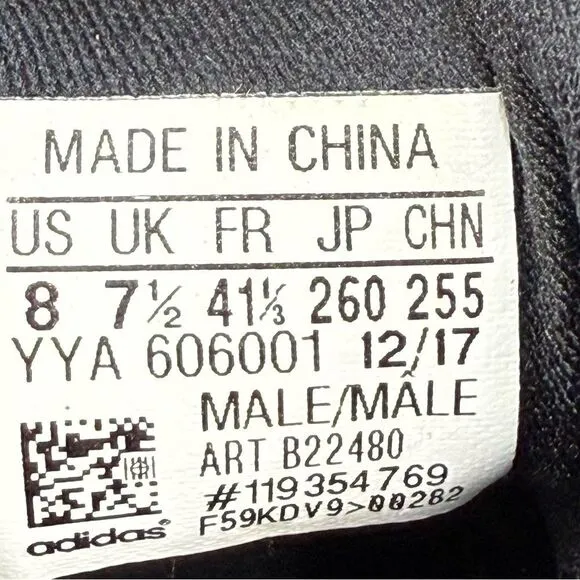 MADE IN CHINA
US UK FR JP CHN
8 7½ 41⅓ 260 255
YYA 606001 12/17
MALE/MÂLE
ART B22480
#119354769
F59KDV9>00282
adidas®